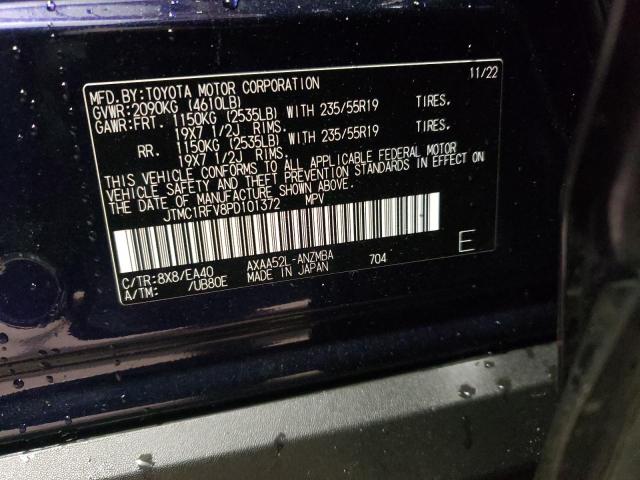 MFD.BY:TOYOTA MOTOR CORPORATION 11/22
GVWR:2090KG (4610LB)
GAWR:FRT. 1150KG (2535LB) WITH 235/55R19 TIRES.
19X7 1/2J RIMS.
RR. 1150KG (2535LB) WITH 235/55R19 TIRES.
19X7 1/2J RIMS.
THIS VEHICLE CONFORMS TO ALL APPLICABLE FEDERAL MOTOR
VEHICLE SAFETY AND THEFT PREVENTION STANDARDS IN EFFECT ON
THE DATE OF MANUFACTURE SHOWN ABOVE.
JTMC1RFV8PD101372 MPV
E
C/TR:8X8/EA40 AXAA52L-ANZMBA
A/TM: /UB80E MADE IN JAPAN 704